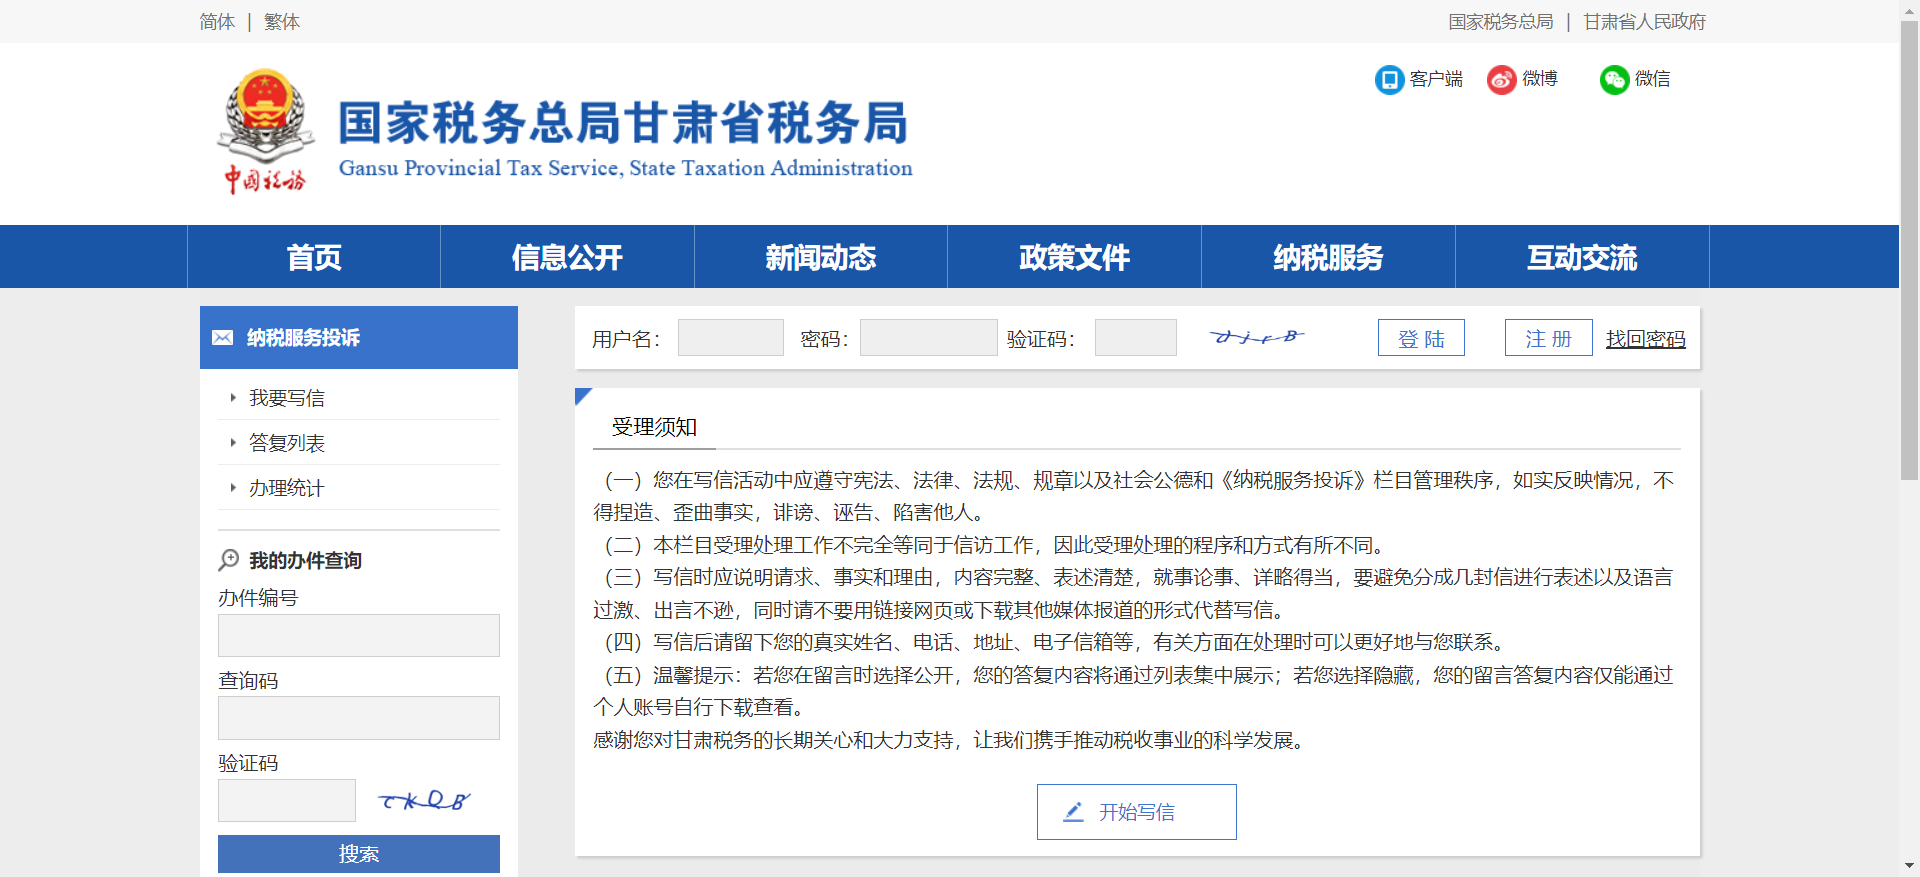 简体 | 繁体
国家税务总局 | 甘肃省人民政府
客户端 微博 微信
国家税务总局甘肃省税务局
Gansu Provincial Tax Service, State Taxation Administration
中国税务
首页 信息公开 新闻动态 政策文件 纳税服务 互动交流
纳税服务投诉
我要写信
答复列表
办理统计
我的办件查询
办件编号
查询码
验证码
搜索
用户名： 密码： 验证码： 登 陆 注 册 找回密码
受理须知
（一）您在写信活动中应遵守宪法、法律、法规、规章以及社会公德和《纳税服务投诉》栏目管理秩序，如实反映情况，不
得捏造、歪曲事实，诽谤、诬告、陷害他人。
（二）本栏目受理处理工作不完全等同于信访工作，因此受理处理的程序和方式有所不同。
（三）写信时应说明请求、事实和理由，内容完整、表述清楚，就事论事、详略得当，要避免分成几封信进行表述以及语言
过激、出言不逊，同时请不要用链接网页或下载其他媒体报道的形式代替写信。
（四）写信后请留下您的真实姓名、电话、地址、电子信箱等，有关方面在处理时可以更好地与您联系。
（五）温馨提示：若您在留言时选择公开，您的答复内容将通过列表集中展示；若您选择隐藏，您的留言答复内容仅能通过
个人账号自行下载查看。
感谢您对甘肃税务的长期关心和大力支持，让我们携手推动税收事业的科学发展。
开始写信